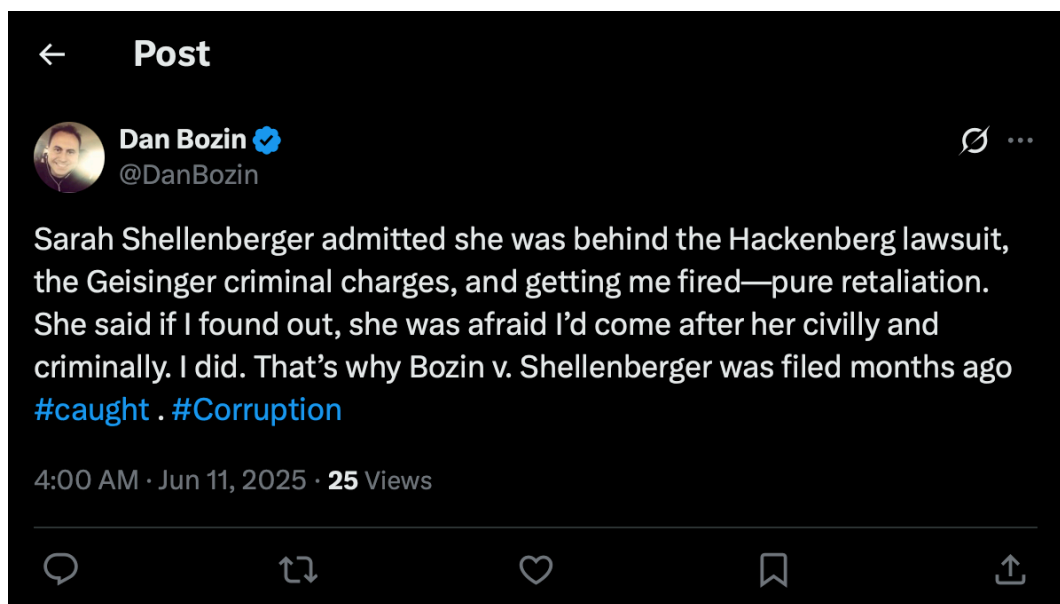 Post
Dan Bozin
@DanBozin
Sarah Shellenberger admitted she was behind the Hackenberg lawsuit,
the Geisinger criminal charges, and getting me fired—pure retaliation.
She said if I found out, she was afraid I’d come after her civilly and
criminally. I did. That’s why Bozin v. Shellenberger was filed months ago
#caught . #Corruption
4:00 AM · Jun 11, 2025 · 25 Views